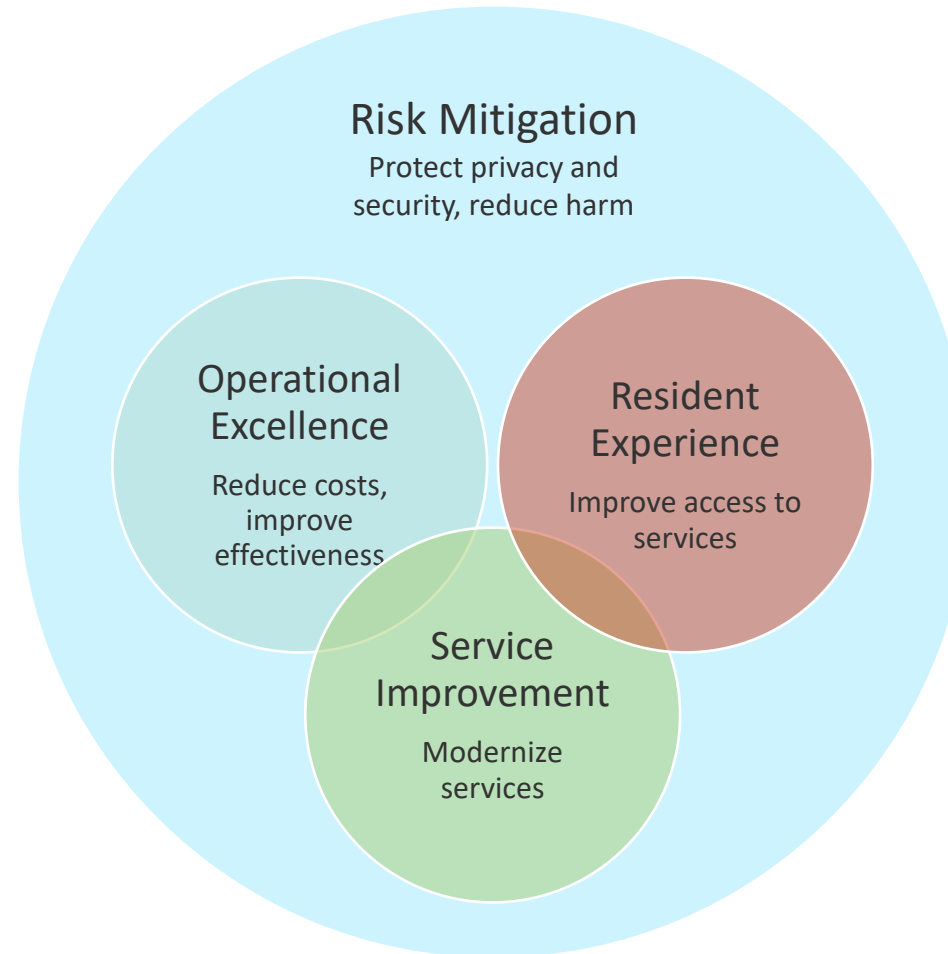 Risk Mitigation
Protect privacy and
security, reduce harm
Operational
Excellence
Reduce costs,
improve
effectiveness
Resident
Experience
Improve access to
services
Service
Improvement
Modernize
services